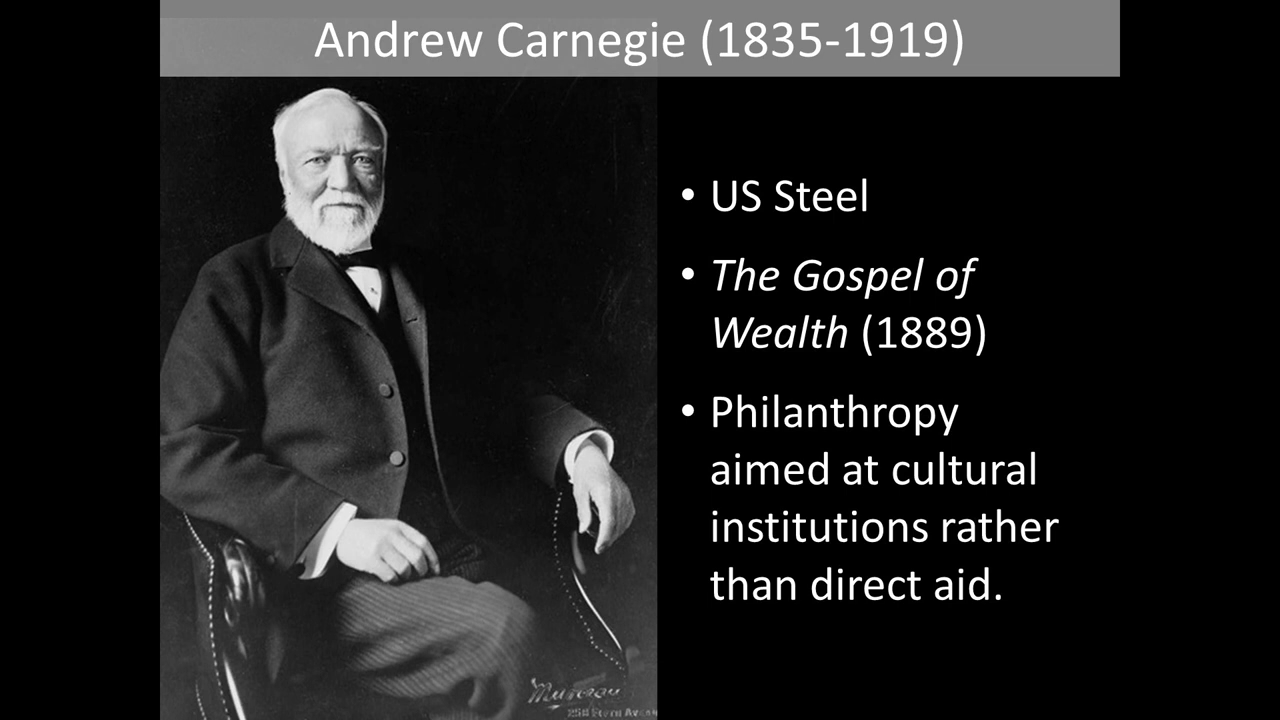 Andrew Carnegie (1835-1919)
• US Steel
• The Gospel of
Wealth (1889)
• Philanthropy
aimed at cultural
institutions rather
than direct aid.